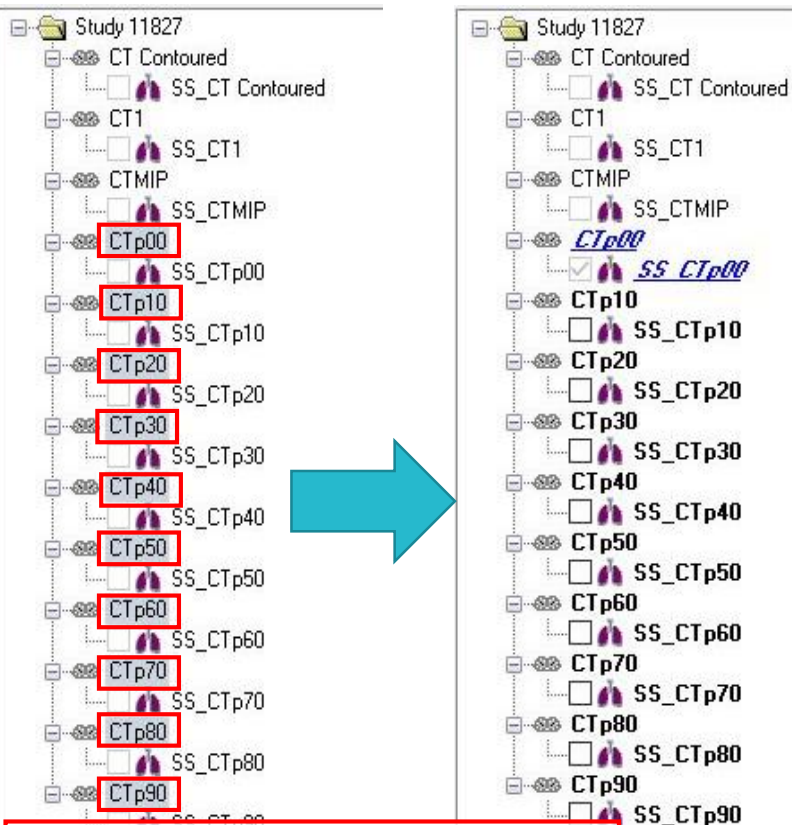 Study 11827
CT Contoured
SS_CT Contoured
CT1
SS_CT1
CTMIP
SS_CTMIP
CTp00
SS_CTp00
CTp10
SS_CTp10
CTp20
SS_CTp20
CTp30
SS_CTp30
CTp40
SS_CTp40
CTp50
SS_CTp50
CTp60
SS_CTp60
CTp70
SS_CTp70
CTp80
SS_CTp80
CTp90
Study 11827
CT Contoured
SS_CT Contoured
CT1
SS_CT1
CTMIP
SS_CTMIP
CTp00
SS_CTp00
CTp10
SS_CTp10
CTp20
SS_CTp20
CTp30
SS_CTp30
CTp40
SS_CTp40
CTp50
SS_CTp50
CTp60
SS_CTp60
CTp70
SS_CTp70
CTp80
SS_CTp80
CTp90
SS_CTp90